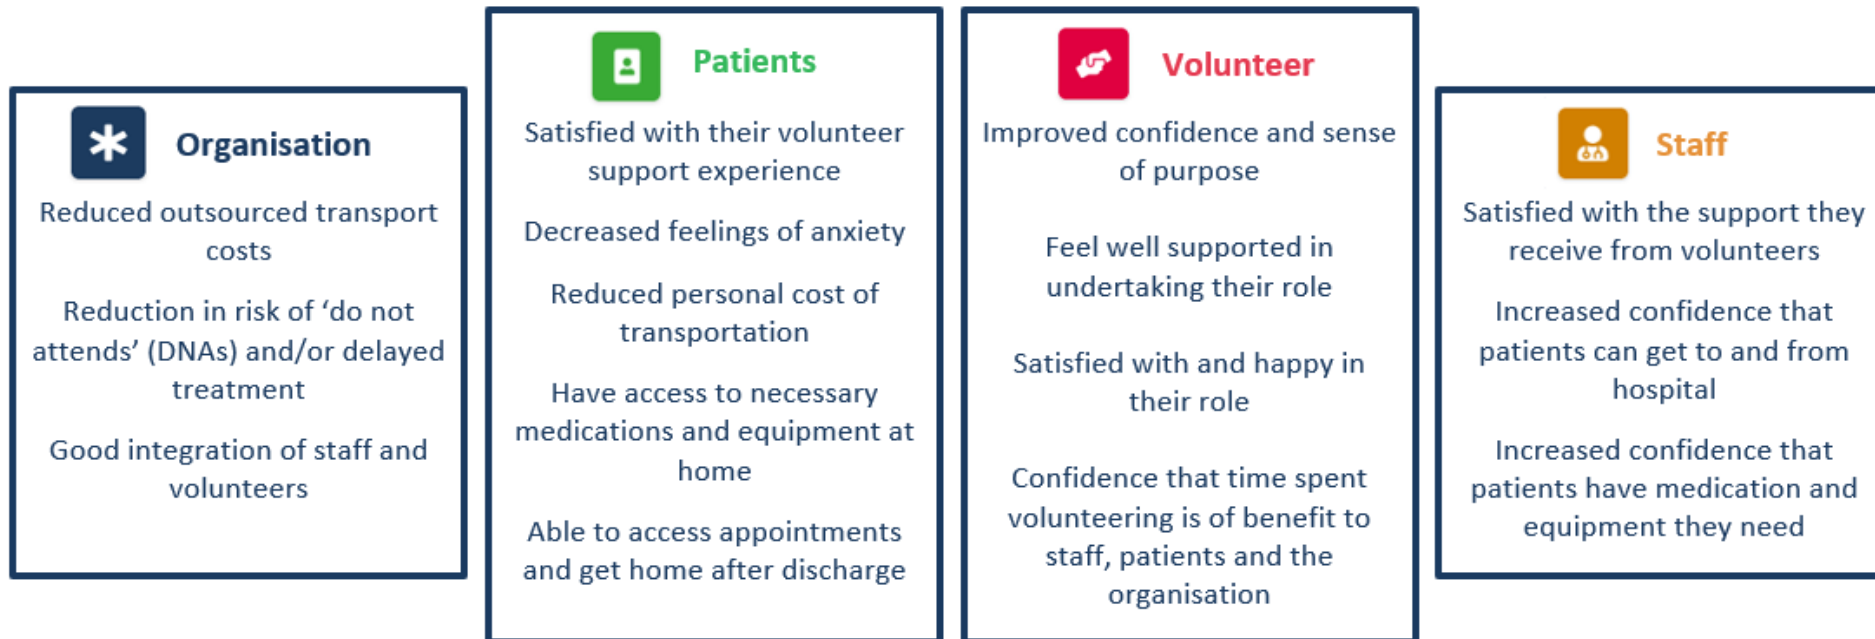 Organisation
Reduced outsourced transport
costs
Reduction in risk of ‘do not
attends’ (DNAs) and/or delayed
treatment
Good integration of staff and
volunteers
Patients
Satisfied with their volunteer
support experience
Decreased feelings of anxiety
Reduced personal cost of
transportation
Have access to necessary
medications and equipment at
home
Able to access appointments
and get home after discharge
Volunteer
Improved confidence and sense
of purpose
Feel well supported in
undertaking their role
Satisfied with and happy in
their role
Confidence that time spent
volunteering is of benefit to
staff, patients and the
organisation
Staff
Satisfied with the support they
receive from volunteers
Increased confidence that
patients can get to and from
hospital
Increased confidence that
patients have medication and
equipment they need